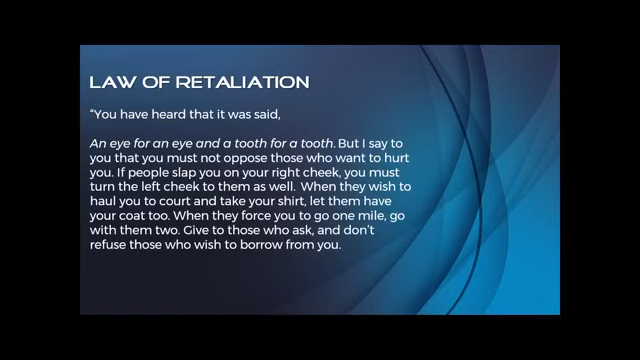 LAW OF RETALIATION
“You have heard that it was said,
An eye for an eye and a tooth for a tooth. But I say to
you that you must not oppose those who want to hurt
you. If people slap you on your right cheek, you must
turn the left cheek to them as well. When they wish to
haul you to court and take your shirt, let them have
your coat too. When they force you to go one mile, go
with them two. Give to those who ask, and don’t
refuse those who wish to borrow from you.